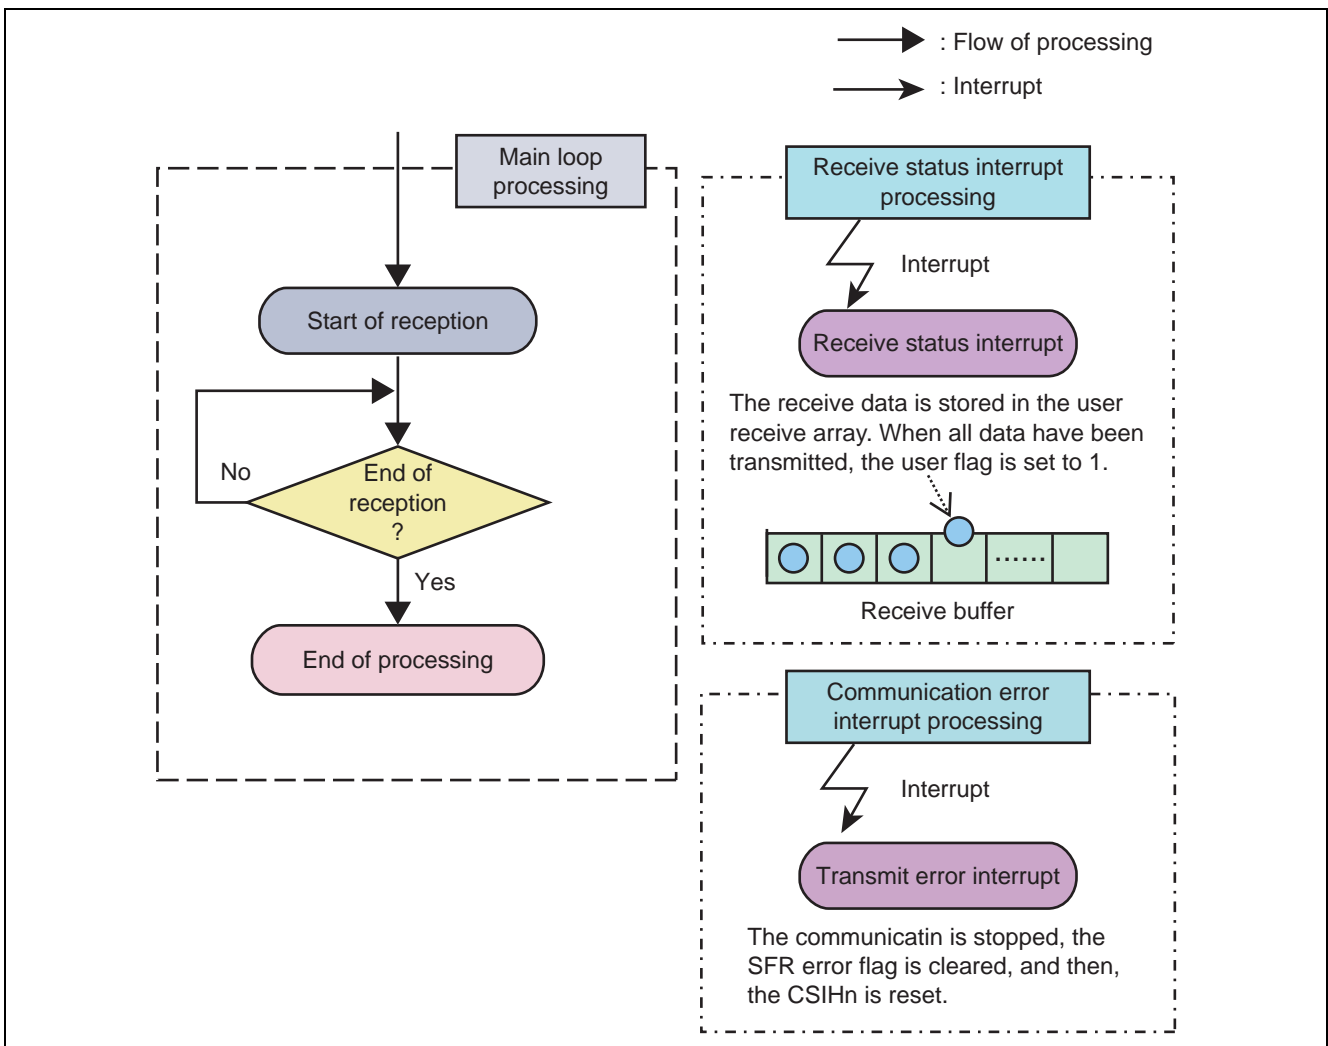 : Flow of processing
: Interrupt
Main loop
processing
Start of reception
No
End of
reception
?
Yes
End of processing
Receive status interrupt
processing
Interrupt
Receive status interrupt
The receive data is stored in the user
receive array. When all data have been
transmitted, the user flag is set to 1.
......
Receive buffer
Communication error
interrupt processing
Interrupt
Transmit error interrupt
The communicatin is stopped, the
SFR error flag is cleared, and then,
the CSIHn is reset.